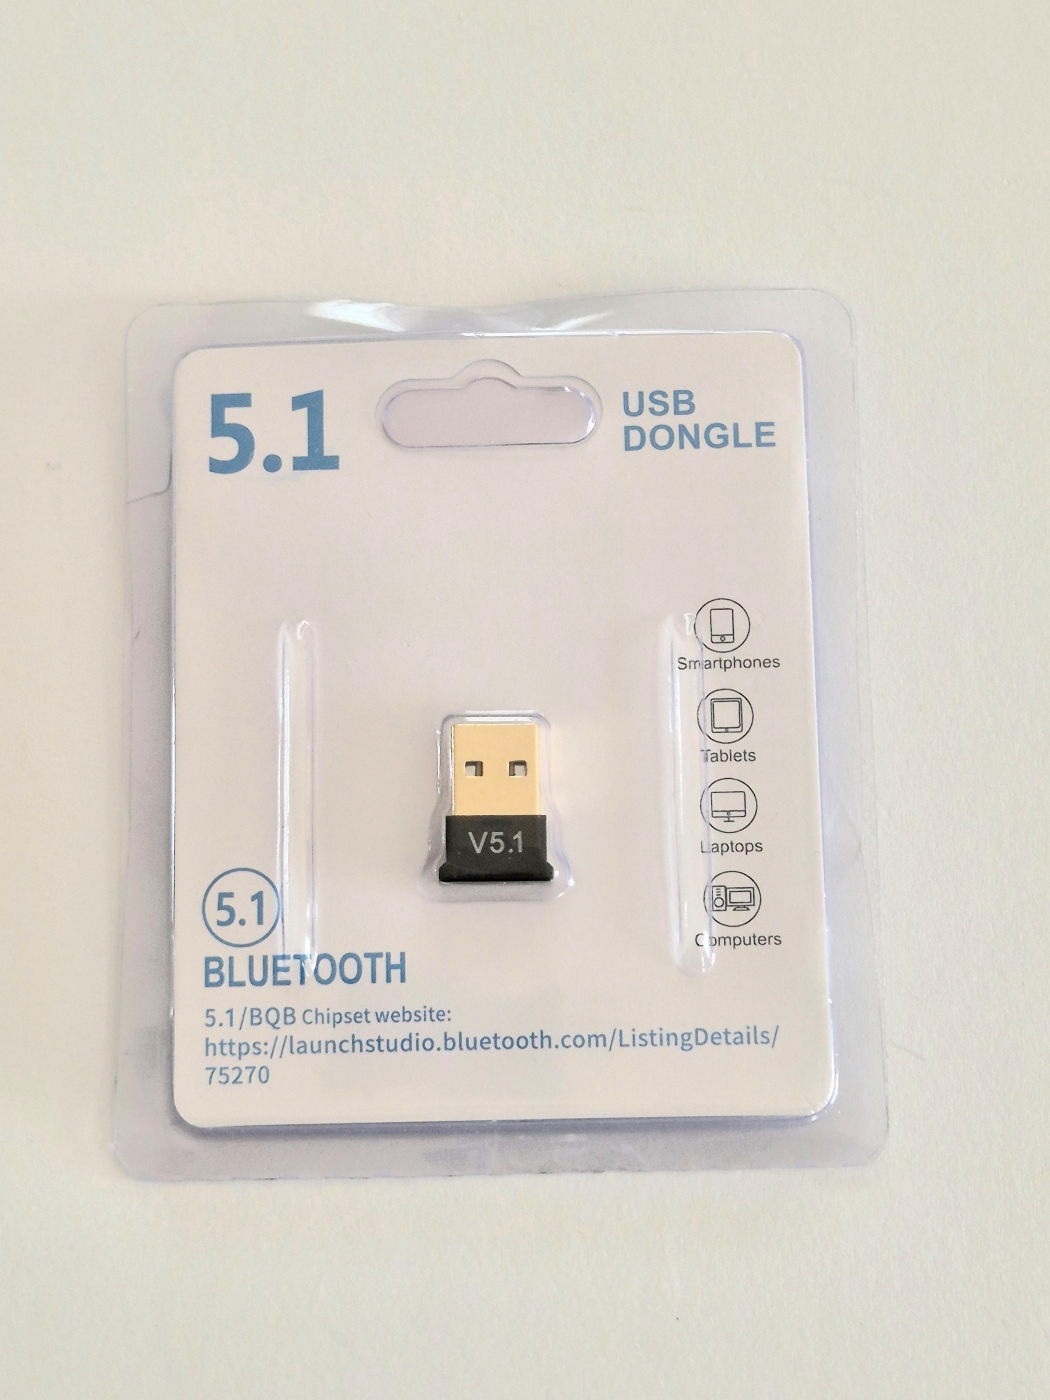 5.1
USB
DONGLE
Smartphones
Tablets
Laptops
Computers
V5.1
5.1
BLUETOOTH
5.1/BQB Chipset website:
https://launchstudio.bluetooth.com/ListingDetails/
75270